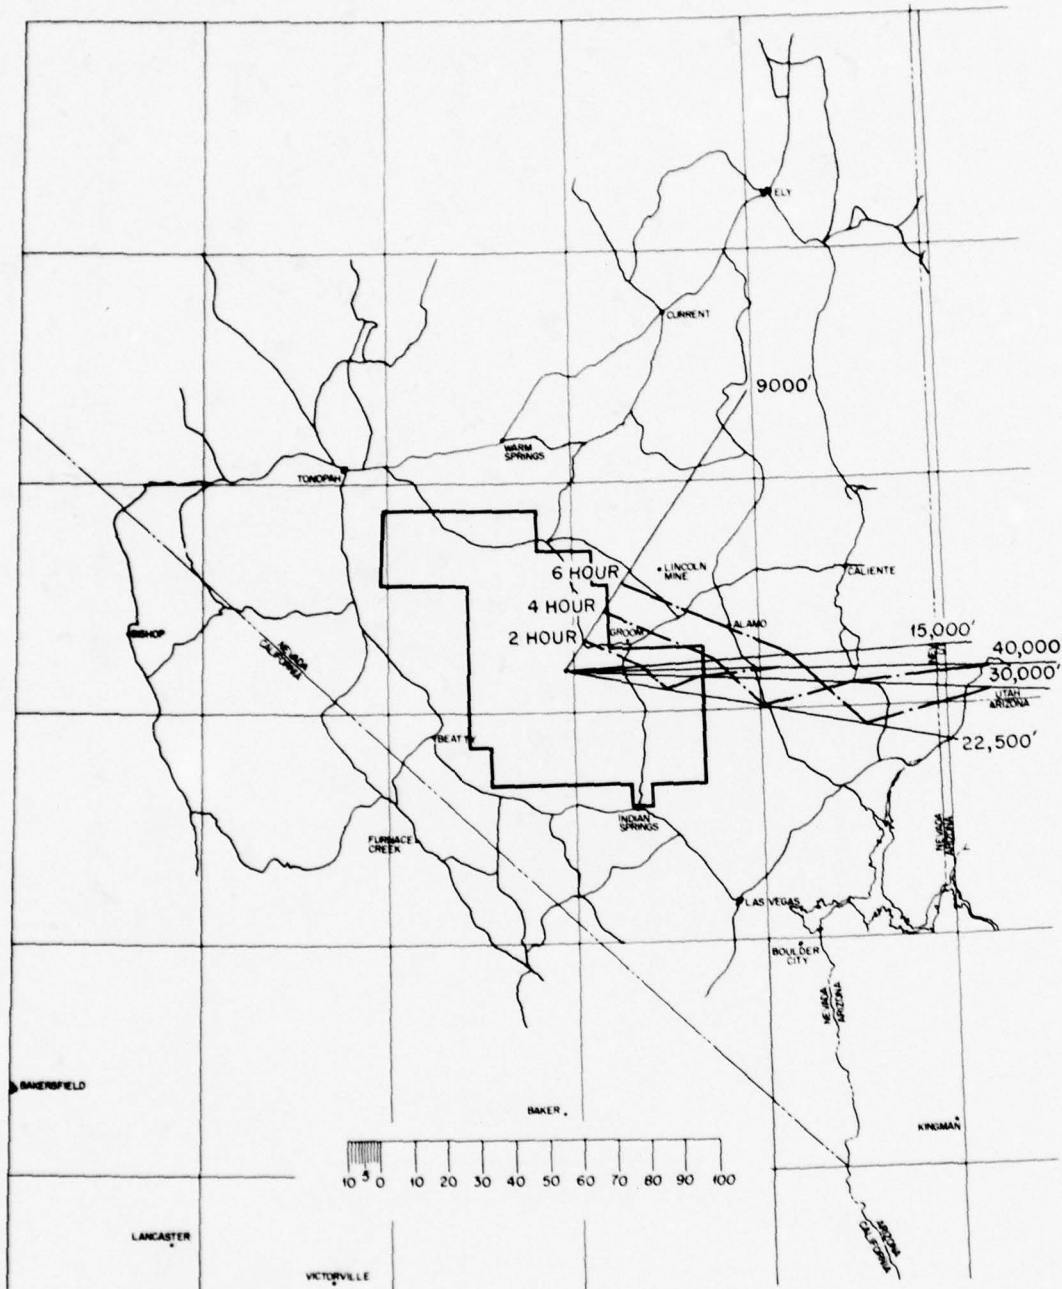 ELY
CURRENT
9000'
WARM
SPRINGS
TONOPAH
LINCOLN
MINE
6 HOUR
CALIENTE
4 HOUR
ALAMO
BISHOP
GROOM
2 HOUR
15,000'
NEVADA
CALIFORNIA
40,000
30,000'
UTAH
ARIZONA
BEATTY
22,500'
INDIAN
SPRINGS
FURNACE
CREEK
NEVADA
ARIZONA
LAS VEGAS
BOULDER
CITY
NEVADA
ARIZONA
BAKERSFIELD
BAKER
KINGMAN
10 5 0 10 20 30 40 50 60 70 80 90 100
LANCASTER
ARIZONA
CALIFORNIA
VICTORVILLE